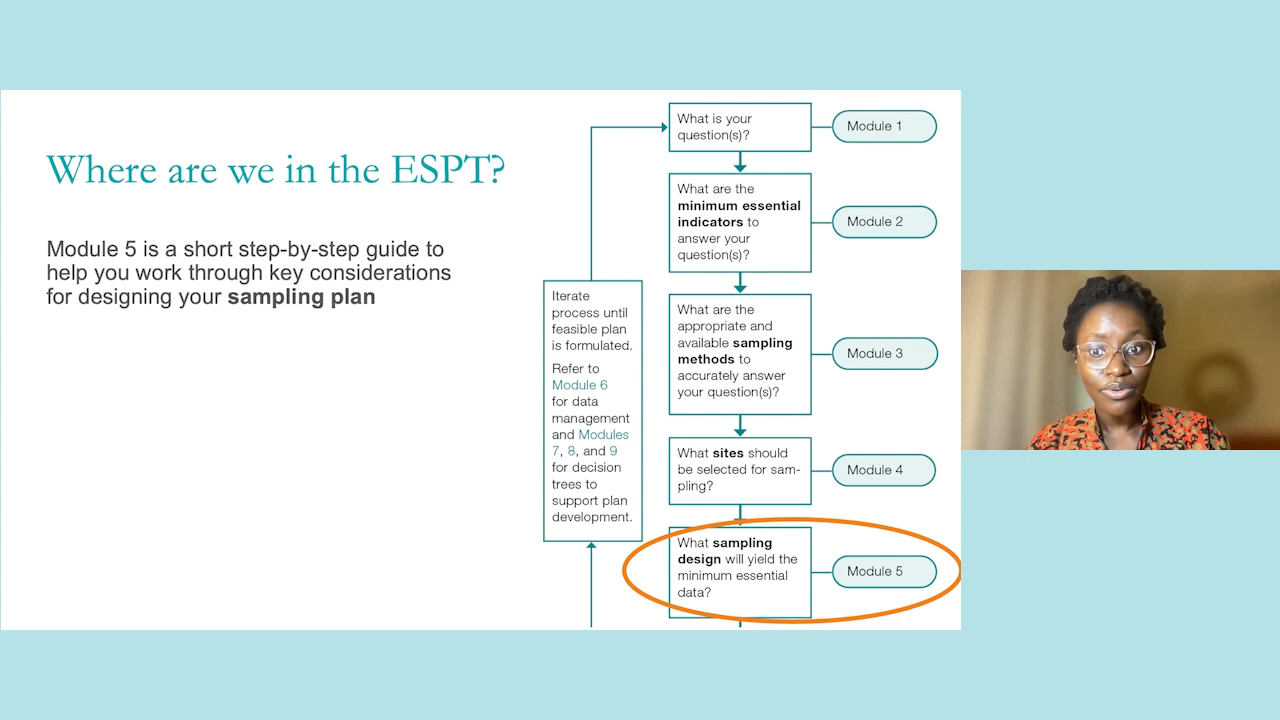 Where are we in the ESPT?
Module 5 is a short step-by-step guide to
help you work through key considerations
for designing your sampling plan
Iterate
process until
feasible plan
is formulated.
Refer to
Module 6
for data
management
and Modules
7, 8, and 9
for decision
trees to
support plan
development.
What is your
question(s)?
Module 1
What are the
minimum essential
indicators to
answer your
question(s)?
Module 2
What are the
appropriate and
available sampling
methods to
accurately answer
your question(s)?
Module 3
What sites should
be selected for sam-
pling?
Module 4
What sampling
design will yield the
minimum essential
data?
Module 5